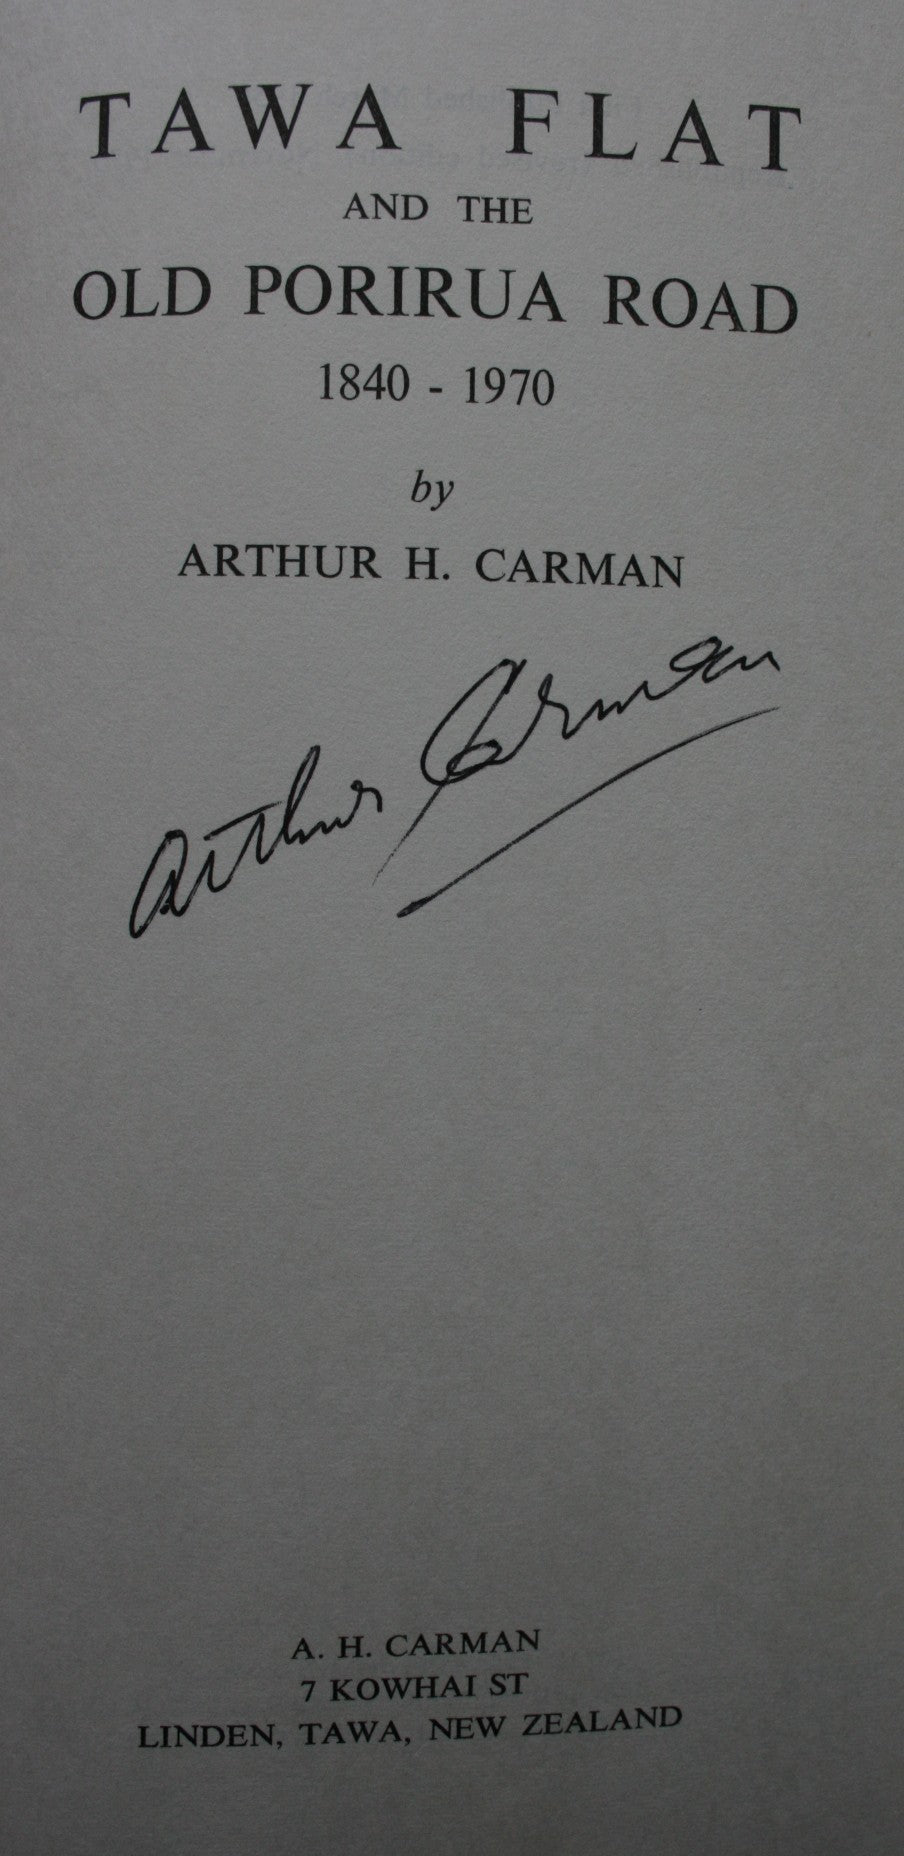 TAWA FLAT
AND THE
OLD PORIRUA ROAD
1840 - 1970
by
ARTHUR H. CARMAN
Arthur Carman
A. H. CARMAN
7 KOWHAI ST
LINDEN, TAWA, NEW ZEALAND